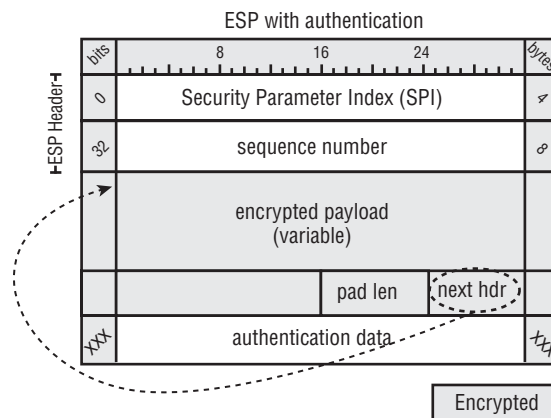 ESP with authentication
bits 8 16 24 bytes
ESP Header
0 Security Parameter Index (SPI) 4
32 sequence number 8
encrypted payload
(variable)
pad len next hdr
XXX authentication data XXX
Encrypted